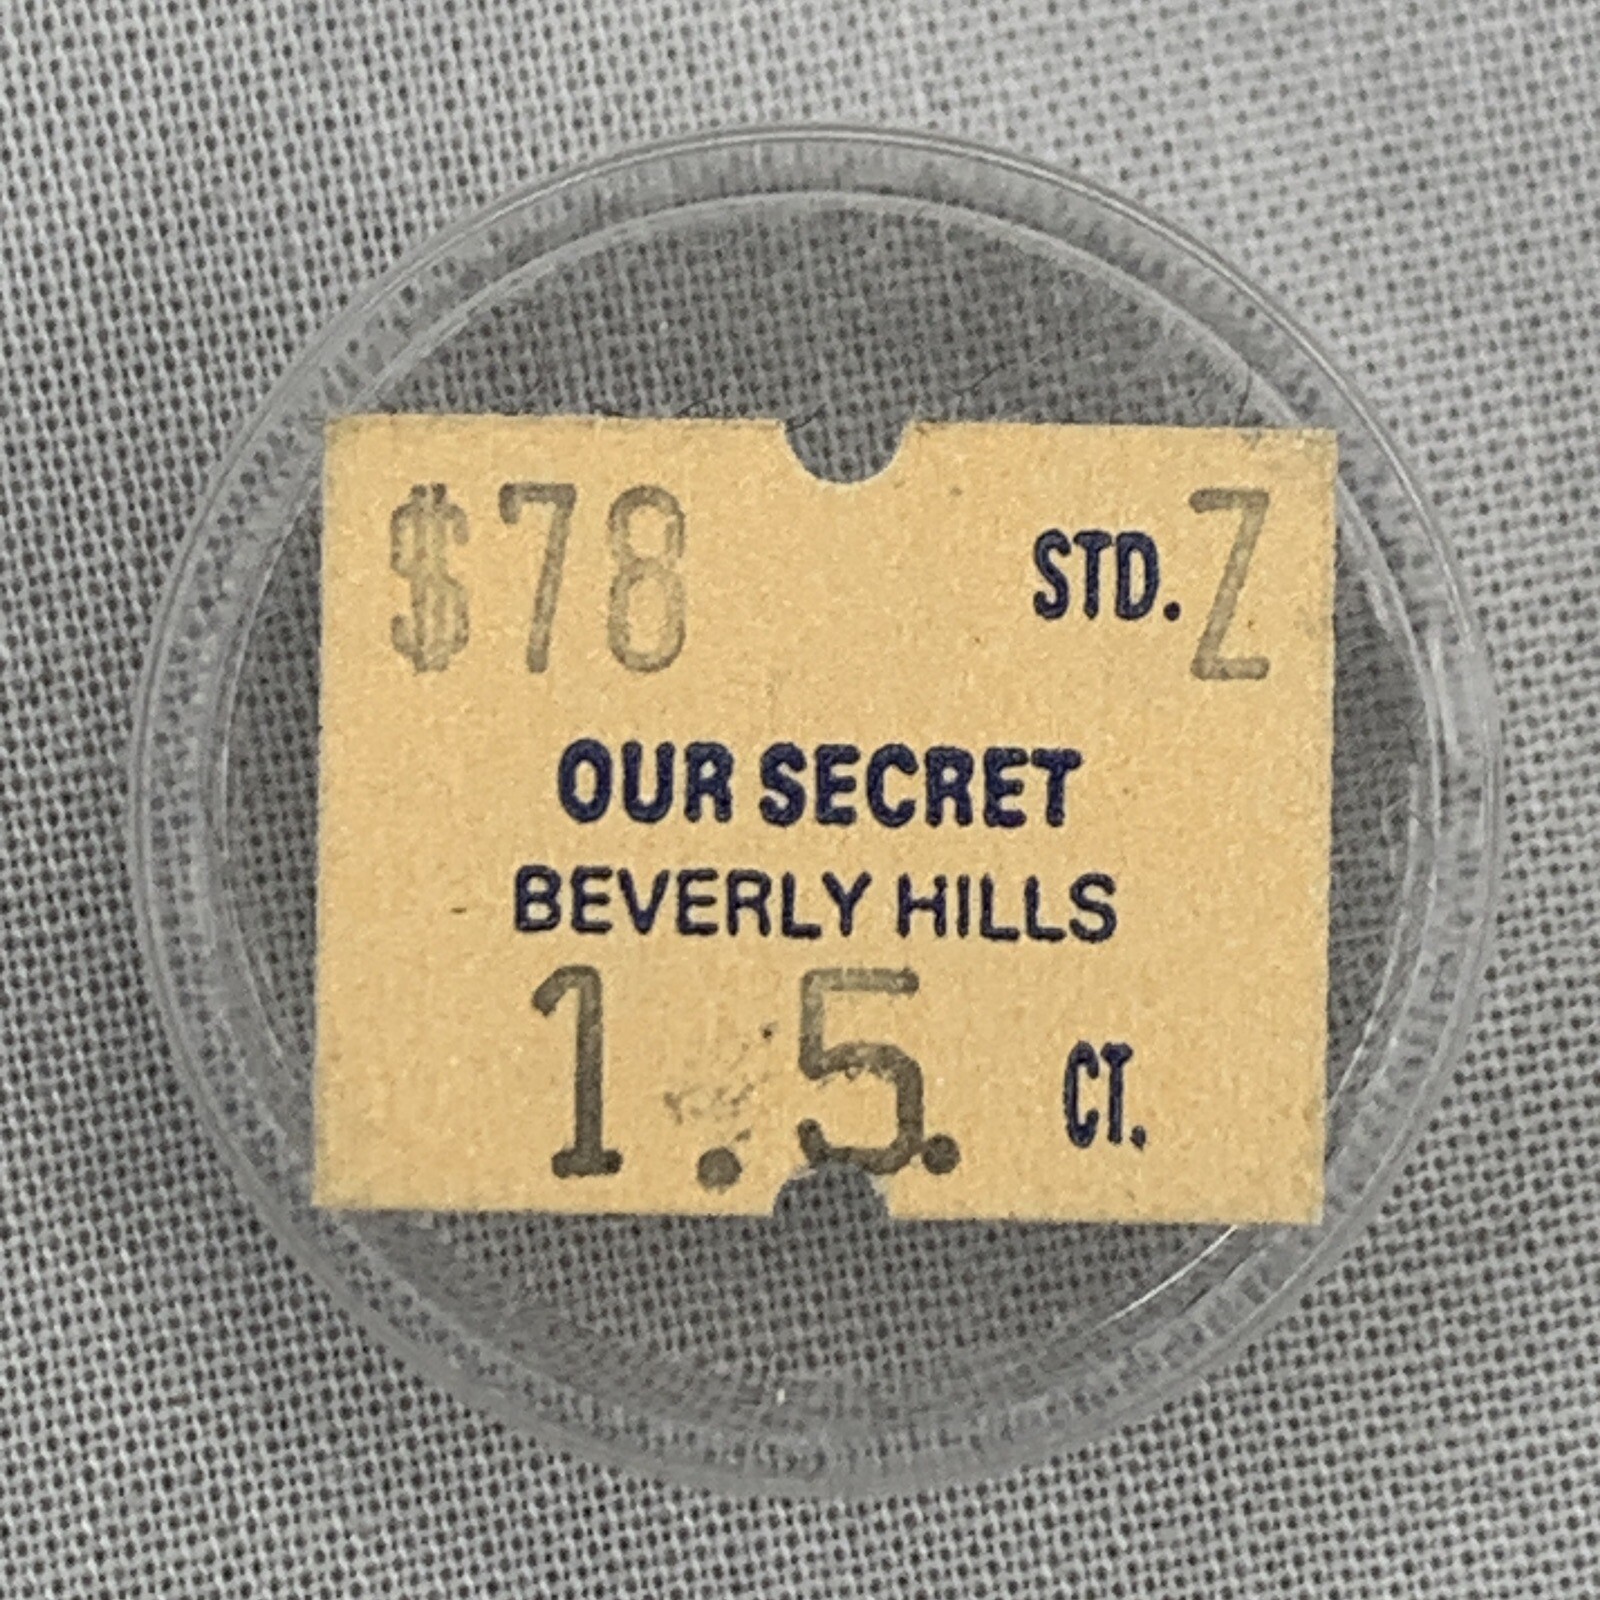 $78 STD. Z
OUR SECRET
BEVERLY HILLS
1.5. CT.